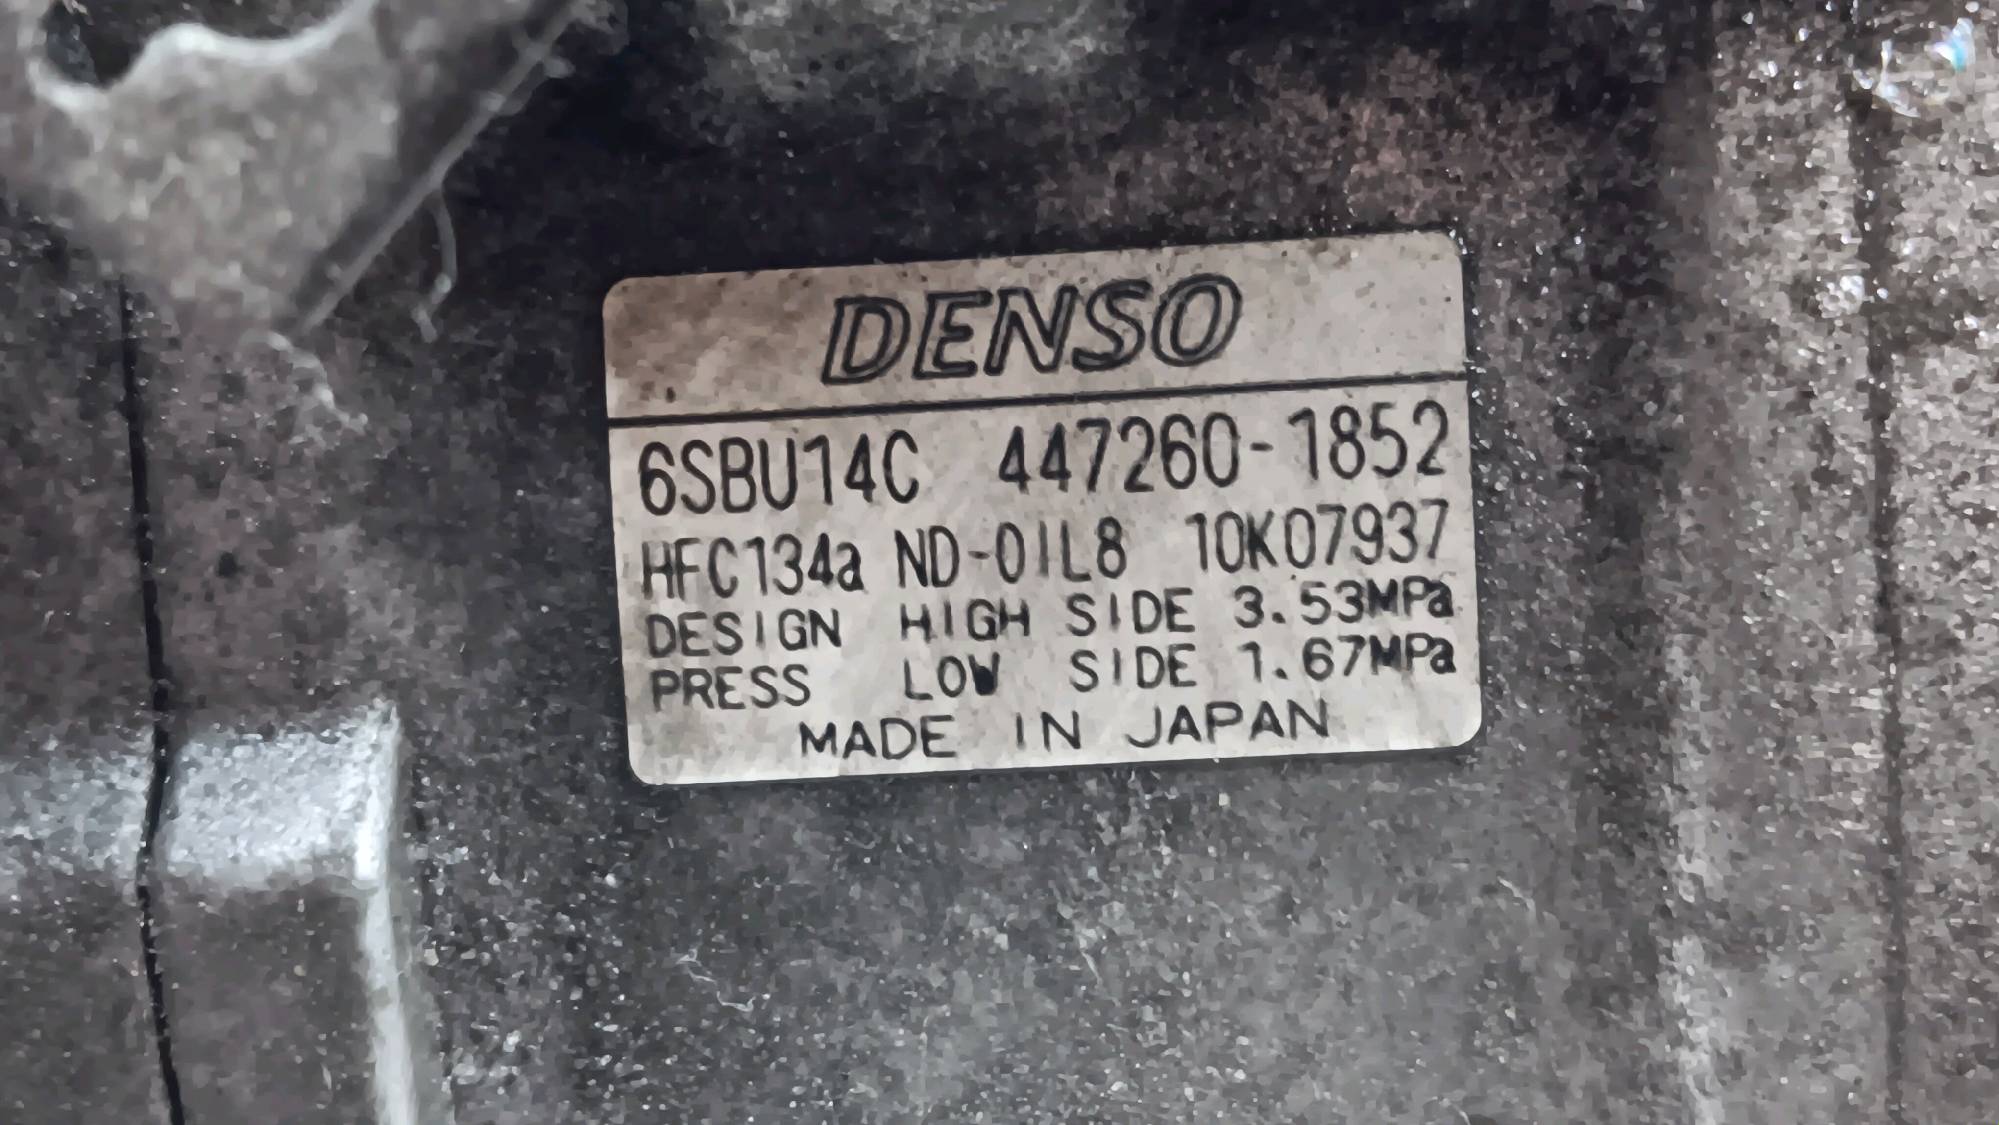 DENSO
6SBU14C 447260-1852
HFC134a ND-OIL8 10K07937
DESIGN HIGH SIDE 3.53MPa
PRESS LOW SIDE 1.67MPa
MADE IN JAPAN